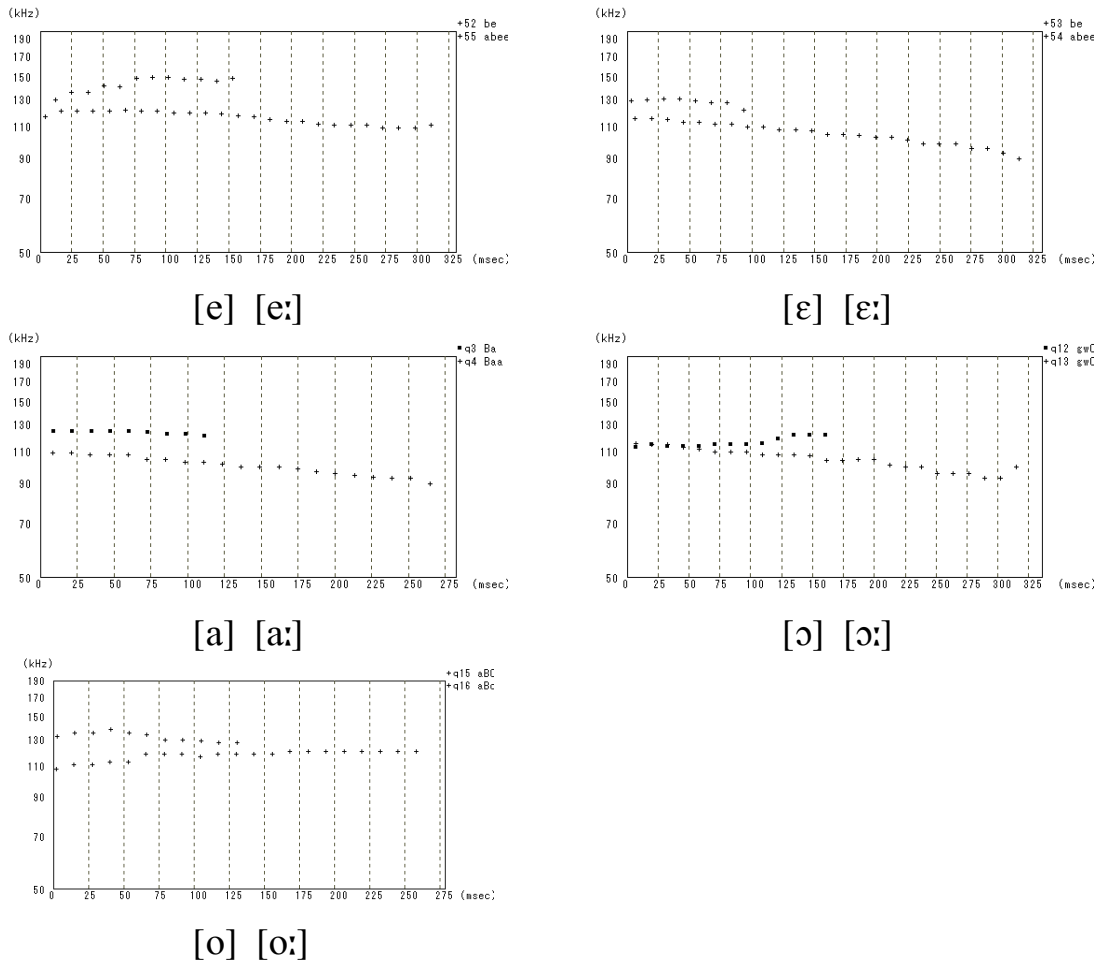 (kHz)
+52 be
+55 abee
190
170
150
130
110
90
70
50
0 25 50 75 100 125 150 175 200 225 250 275 300 325 (msec)
[e] [eː]
(kHz)
+53 be
+54 abee
190
170
150
130
110
90
70
50
0 25 50 75 100 125 150 175 200 225 250 275 300 325 (msec)
[ɛ] [ɛː]
(kHz)
■q3 Ba
+q4 Baa
190
170
150
130
110
90
70
50
0 25 50 75 100 125 150 175 200 225 250 275 (msec)
[a] [aː]
(kHz)
■q12 gwO
+q13 gwO
190
170
150
130
110
90
70
50
0 25 50 75 100 125 150 175 200 225 250 275 300 325 (msec)
[ɔ] [ɔː]
(kHz)
+q15 aBO
+q16 aBo
190
170
150
130
110
90
70
50
0 25 50 75 100 125 150 175 200 225 250 275 (msec)
[o] [oː]